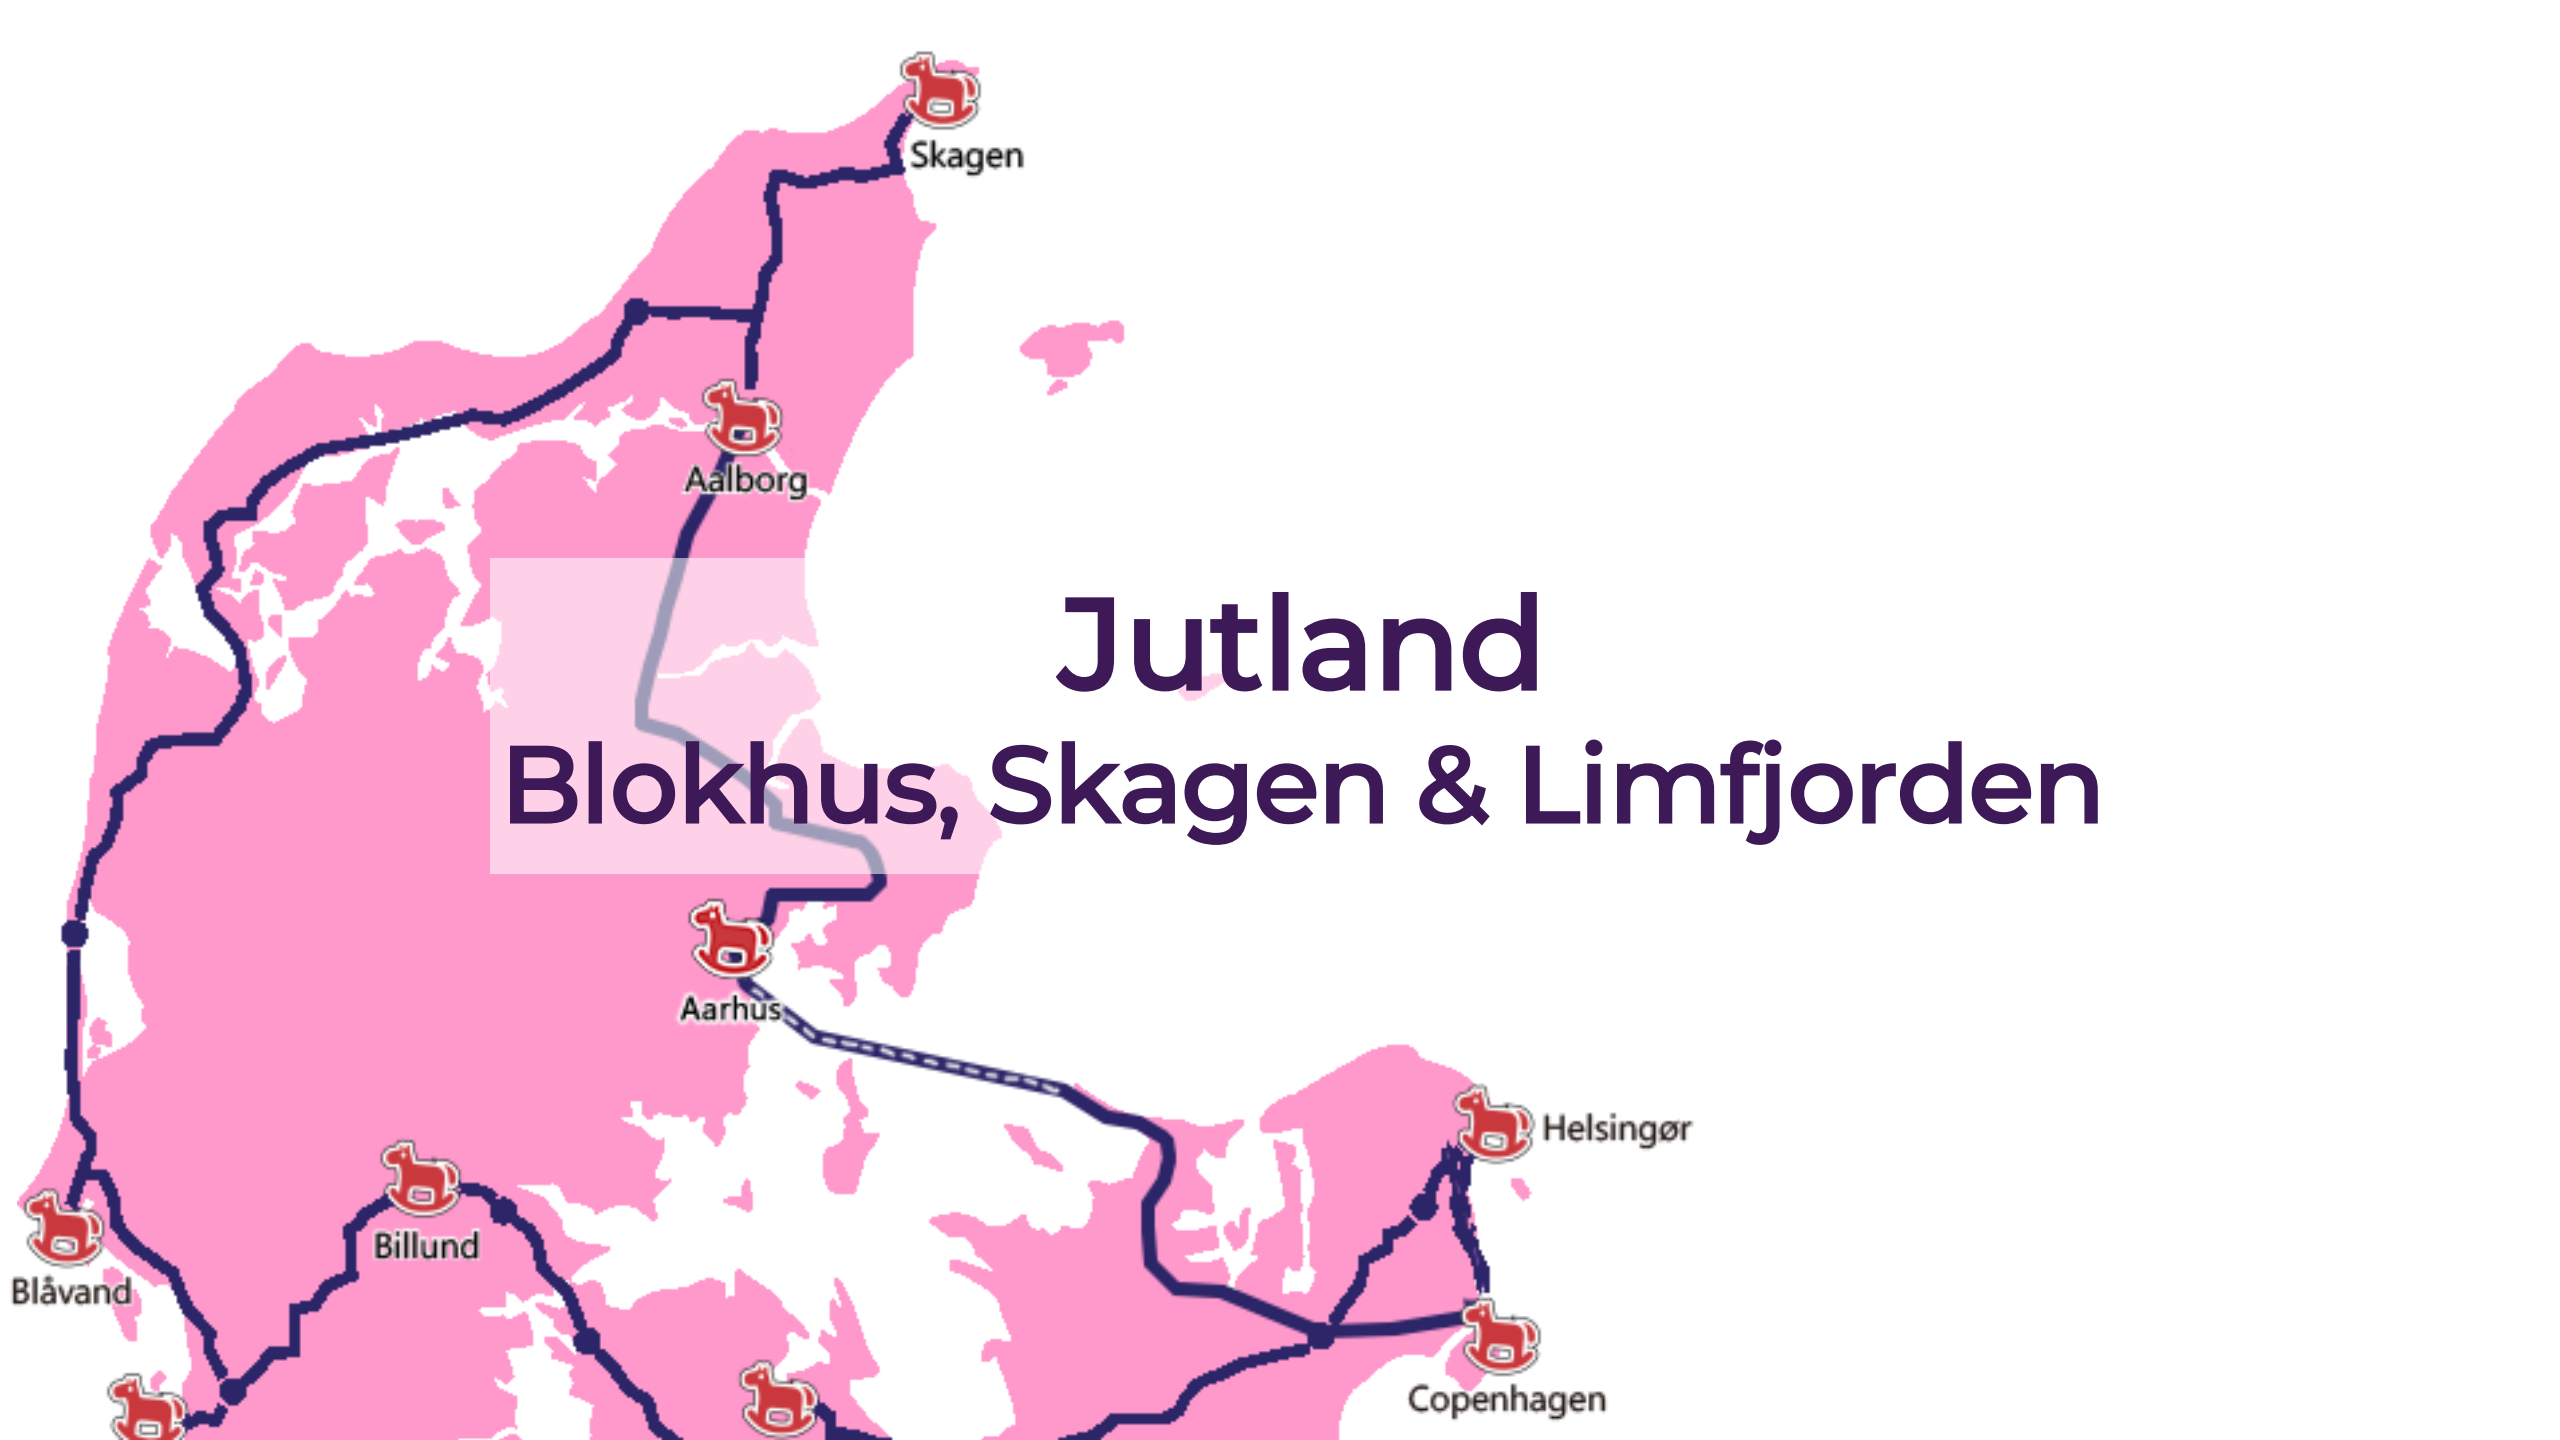 Skagen
Aalborg
Jutland
Blokhus, Skagen & Limfjorden
Aarhus
Helsingør
Billund
Blåvand
Copenhagen